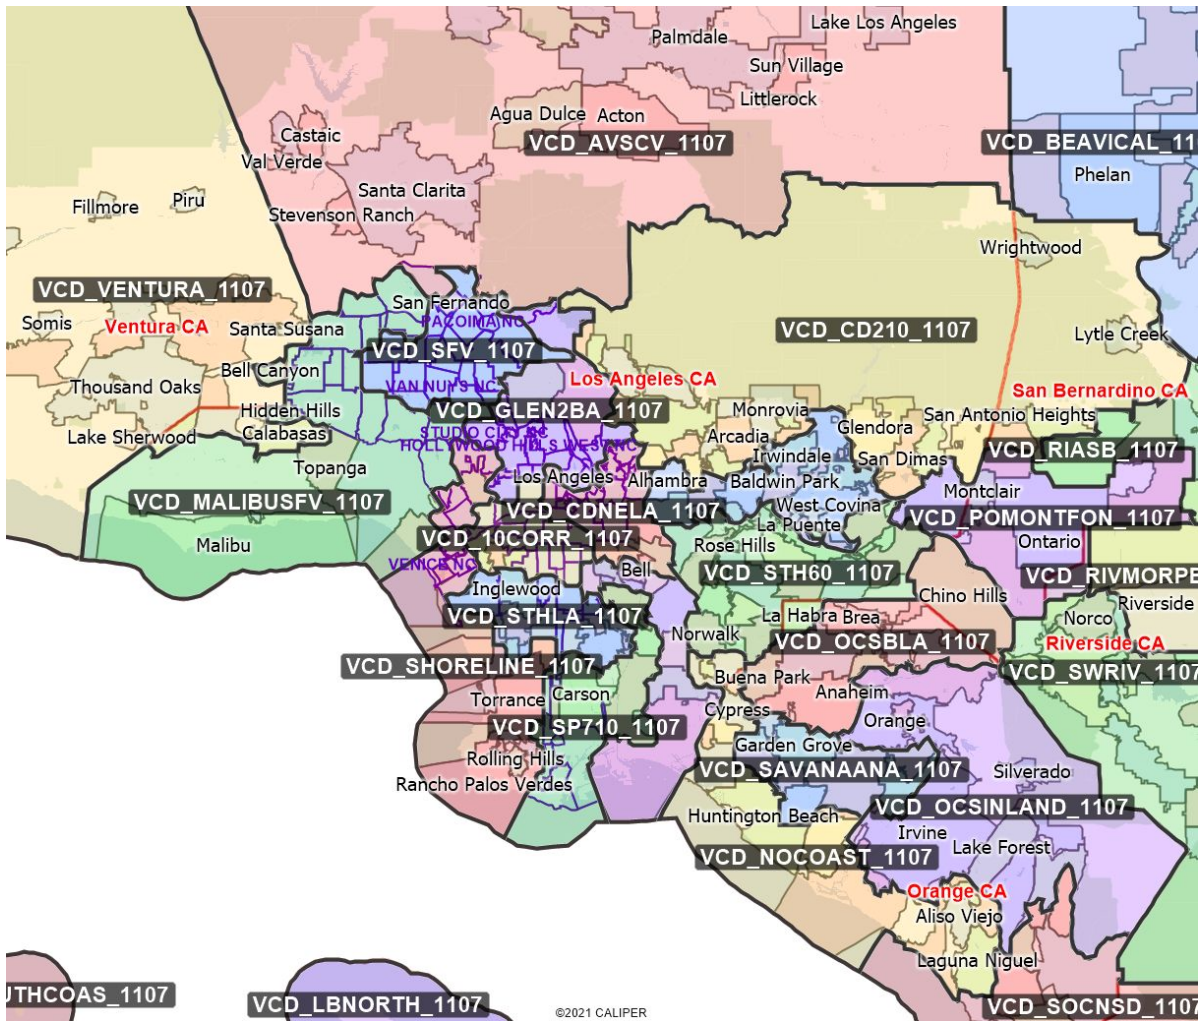 Lake Los Angeles
Palmdale
Sun Village
Littlerock
Agua Dulce
Acton
Castaic
VCD_AVSCV_1107
VCD_BEAVICAL_11
Val Verde
Phelan
Santa Clarita
Fillmore
Piru
Stevenson Ranch
Wrightwood
VCD_VENTURA_1107
San Fernando
PACOIMA NC
Somis
Ventura CA
Santa Susana
VCD_CD210_1107
Lytle Creek
VCD_SFV_1107
Bell Canyon
Thousand Oaks
VAN NUYS NC
Los Angeles CA
San Bernardino CA
Hidden Hills
VCD_GLEN2BA_1107
Monrovia
San Antonio Heights
Lake Sherwood
Calabasas
STUDIO CITY NC
Arcadia
Glendora
HOLLYWOOD HILLS WEST NC
Irwindale
San Dimas
VCD_RIASB_1107
Topanga
Los Angeles
Alhambra
Baldwin Park
Montclair
VCD_MALIBUSFV_1107
VCD_CDNELA_1107
West Covina
VCD_POMONTFON_1107
La Puente
VCD_10CORR_1107
Malibu
Rose Hills
Ontario
VENICE NC
Bell
VCD_STH60_1107
VCD_RIVMORPE
Inglewood
Chino Hills
Riverside
VCD_STHLA_1107
La Habra
Brea
Norco
Norwalk
VCD_OCSBLA_1107
Riverside CA
VCD_SHORELINE_1107
VCD_SWRIV_1107
Buena Park
Torrance
Carson
Anaheim
Cypress
VCD_SP710_1107
Orange
Garden Grove
Rolling Hills
VCD_SAVANAANA_1107
Silverado
Rancho Palos Verdes
VCD_OCSINLAND_1107
Huntington Beach
Irvine
Lake Forest
VCD_NOCOAST_1107
Orange CA
Aliso Viejo
Laguna Niguel
UTHCOAS_1107
VCD_LBNORTH_1107
©2021 CALIPER
VCD_SOCNSD_1107